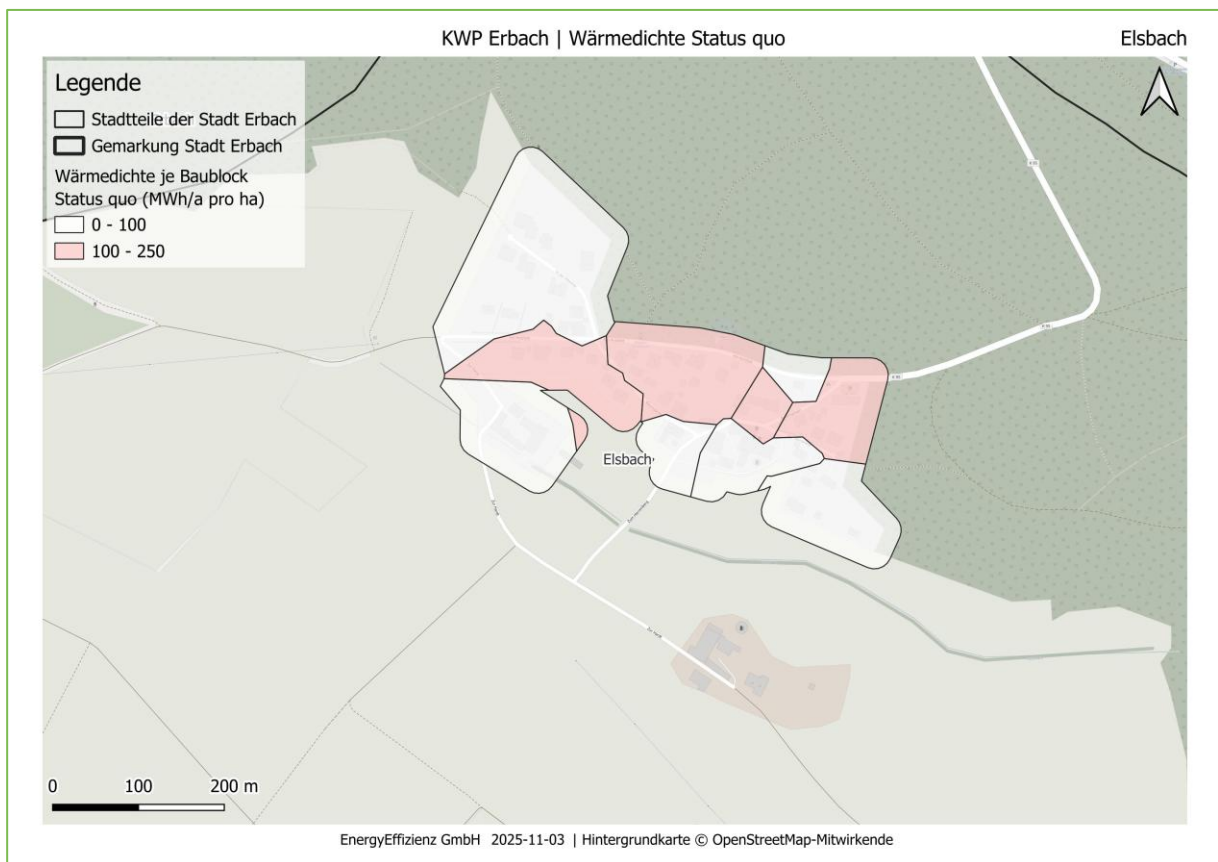 KWP Erbach | Wärmedichte Status quo
Elsbach
Legende
Stadtteile der Stadt Erbach
Gemarkung Stadt Erbach
Wärmedichte je Baublock
Status quo (MWh/a pro ha)
0 - 100
100 - 250
Elsbach
0 100 200 m
EnergyEffizienz GmbH 2025-11-03 | Hintergrundkarte © OpenStreetMap-Mitwirkende